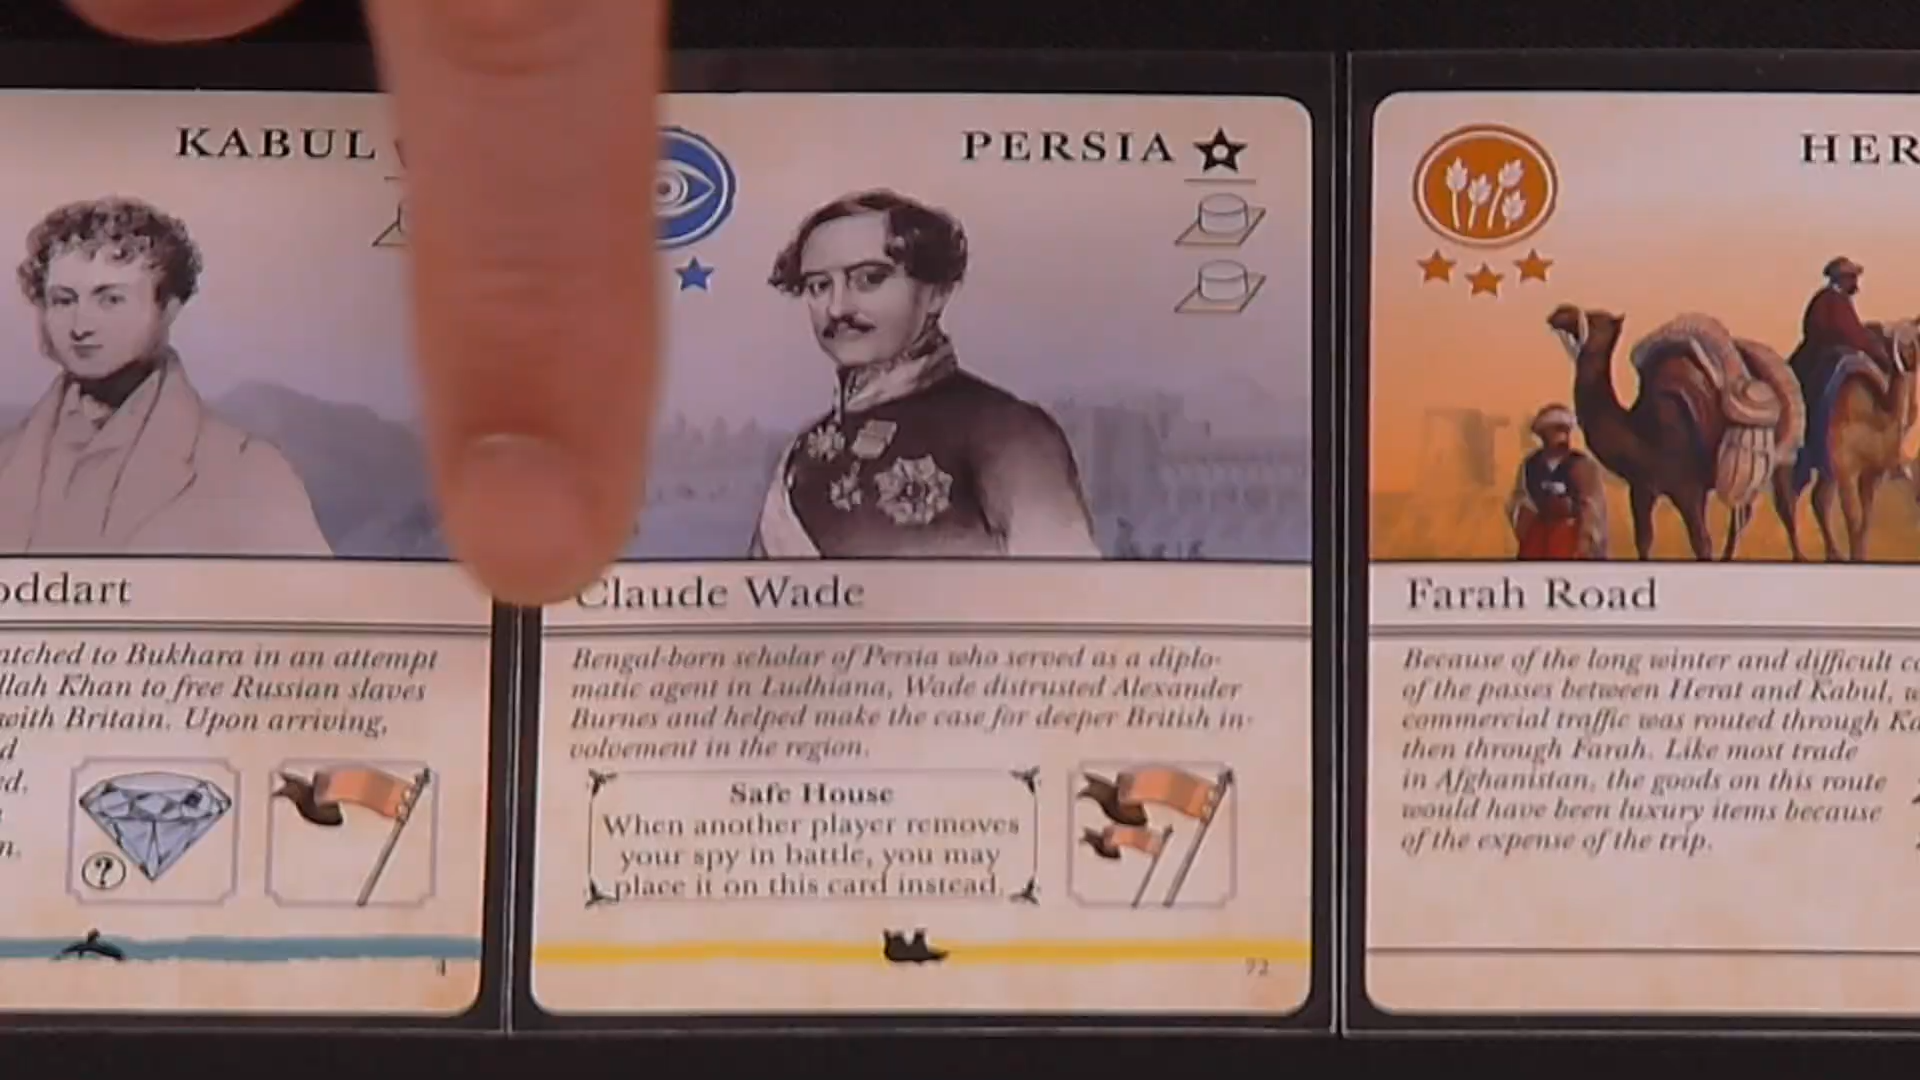 KABUL
oddart
atched to Bukhara in an attempt
llah Khan to free Russian slaves
with Britain. Upon arriving,
d
ed.
n.
?
4
PERSIA
Claude Wade
Bengal-born scholar of Persia who served as a diplo-
matic agent in Ludhiana, Wade distrusted Alexander
Burnes and helped make the case for deeper British in-
volvement in the region.
Safe House
When another player removes
your spy in battle, you may
place it on this card instead.
72
HER
Farah Road
Because of the long winter and difficult co
of the passes between Herat and Kabul,
commercial traffic was routed through Ka
then through Farah. Like most trade
in Afghanistan, the goods on this route
would have been luxury items because
of the expense of the trip.